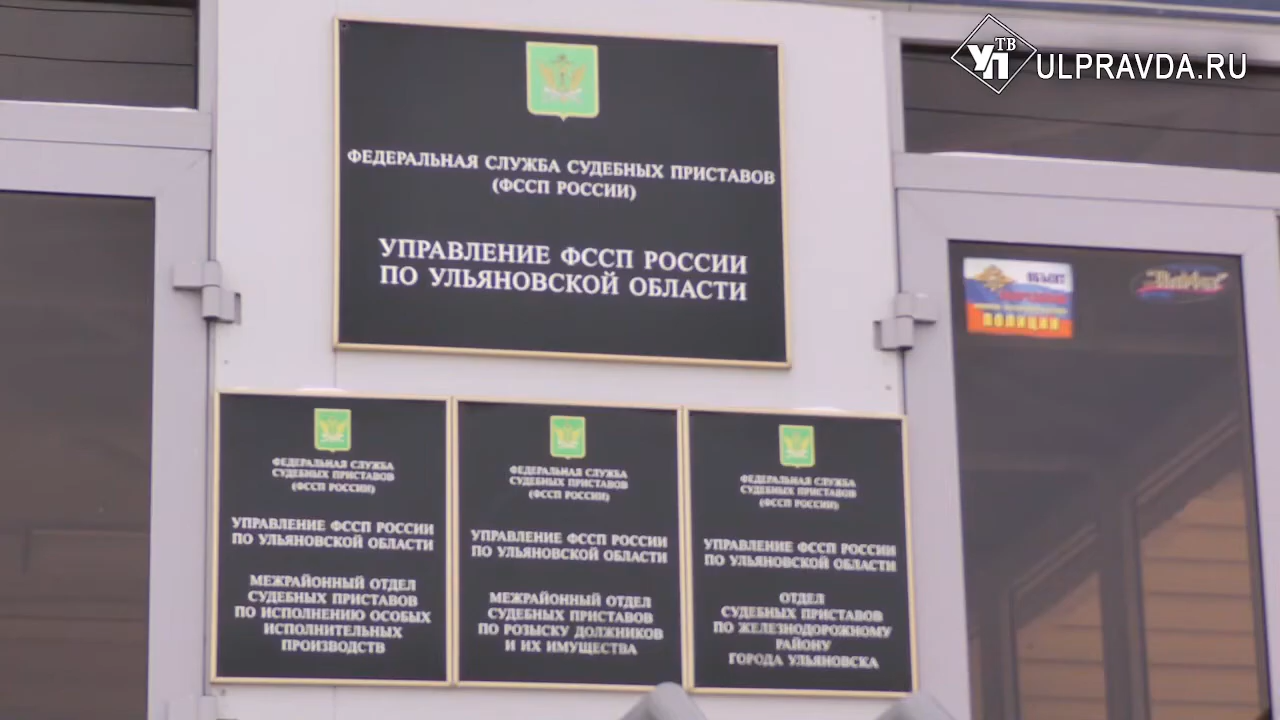 УП ТВ
ULPRAVDA.RU
ФЕДЕРАЛЬНАЯ СЛУЖБА СУДЕБНЫХ ПРИСТАВОВ
(ФССП РОССИИ)
УПРАВЛЕНИЕ ФССП РОССИИ
ПО УЛЬЯНОВСКОЙ ОБЛАСТИ
ОБЪЕКТ
ПОЛИЦИИ
ФЕДЕРАЛЬНАЯ СЛУЖБА
СУДЕБНЫХ ПРИСТАВОВ
(ФССП РОССИИ)
УПРАВЛЕНИЕ ФССП РОССИИ
ПО УЛЬЯНОВСКОЙ ОБЛАСТИ
МЕЖРАЙОННЫЙ ОТДЕЛ
СУДЕБНЫХ ПРИСТАВОВ
ПО ИСПОЛНЕНИЮ ОСОБЫХ
ИСПОЛНИТЕЛЬНЫХ
ПРОИЗВОДСТВ
ФЕДЕРАЛЬНАЯ СЛУЖБА
СУДЕБНЫХ ПРИСТАВОВ
(ФССП РОССИИ)
УПРАВЛЕНИЕ ФССП РОССИИ
ПО УЛЬЯНОВСКОЙ ОБЛАСТИ
МЕЖРАЙОННЫЙ ОТДЕЛ
СУДЕБНЫХ ПРИСТАВОВ
ПО РОЗЫСКУ ДОЛЖНИКОВ
И ИХ ИМУЩЕСТВА
ФЕДЕРАЛЬНАЯ СЛУЖБА
СУДЕБНЫХ ПРИСТАВОВ
(ФССП РОССИИ)
УПРАВЛЕНИЕ ФССП РОССИИ
ПО УЛЬЯНОВСКОЙ ОБЛАСТИ
ОТДЕЛ
СУДЕБНЫХ ПРИСТАВОВ
ПО ЖЕЛЕЗНОДОРОЖНОМУ
РАЙОНУ
ГОРОДА УЛЬЯНОВСКА